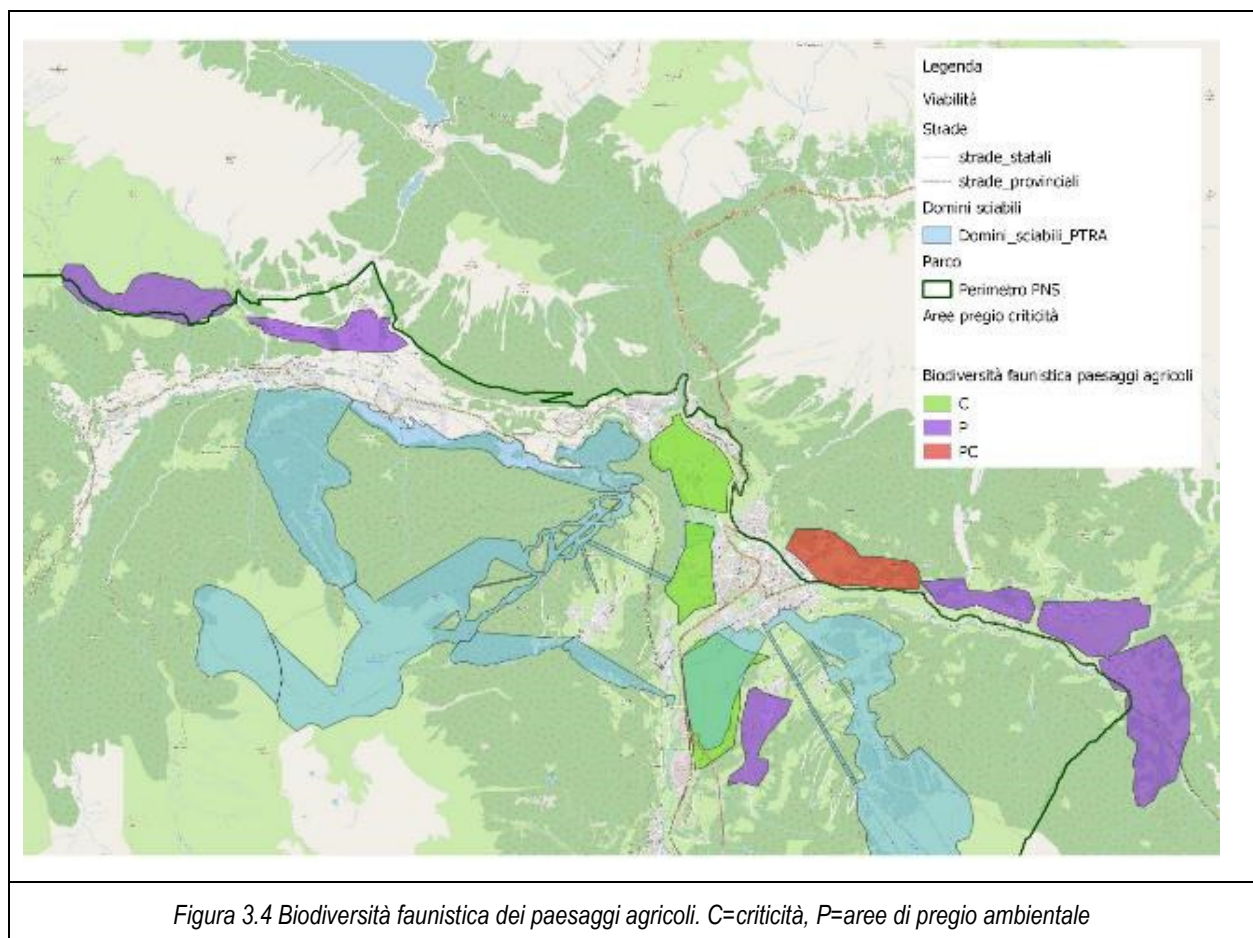 Legenda
Viabilità
Strade
strade_statali
strade_provinciali
Domini sciabili
Domini_sciabili_PTRA
Parco
Perimetro PNS
Aree pregio criticità
Biodiversità faunistica paesaggi agricoli
C
P
PC
Figura 3.4 Biodiversità faunistica dei paesaggi agricoli. C=criticità, P=aree di pregio ambientale